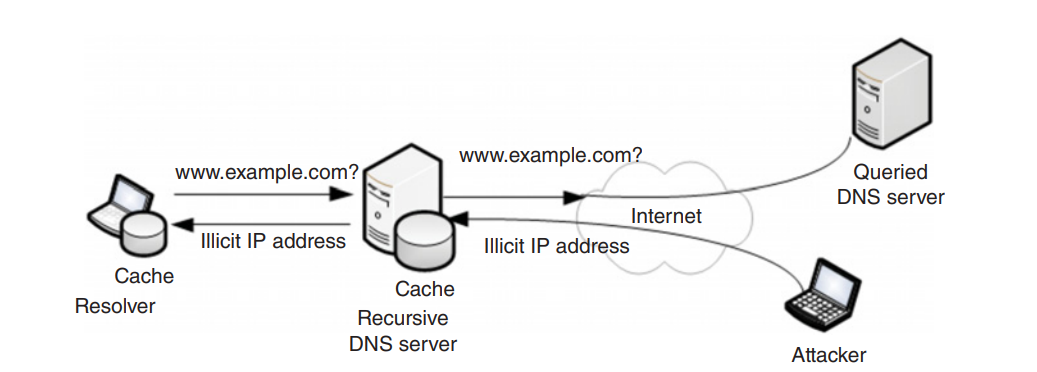 www.example.com?
www.example.com?
Queried
DNS server
Internet
Illicit IP address
Illicit IP address
Cache
Resolver
Cache
Recursive
DNS server
Attacker